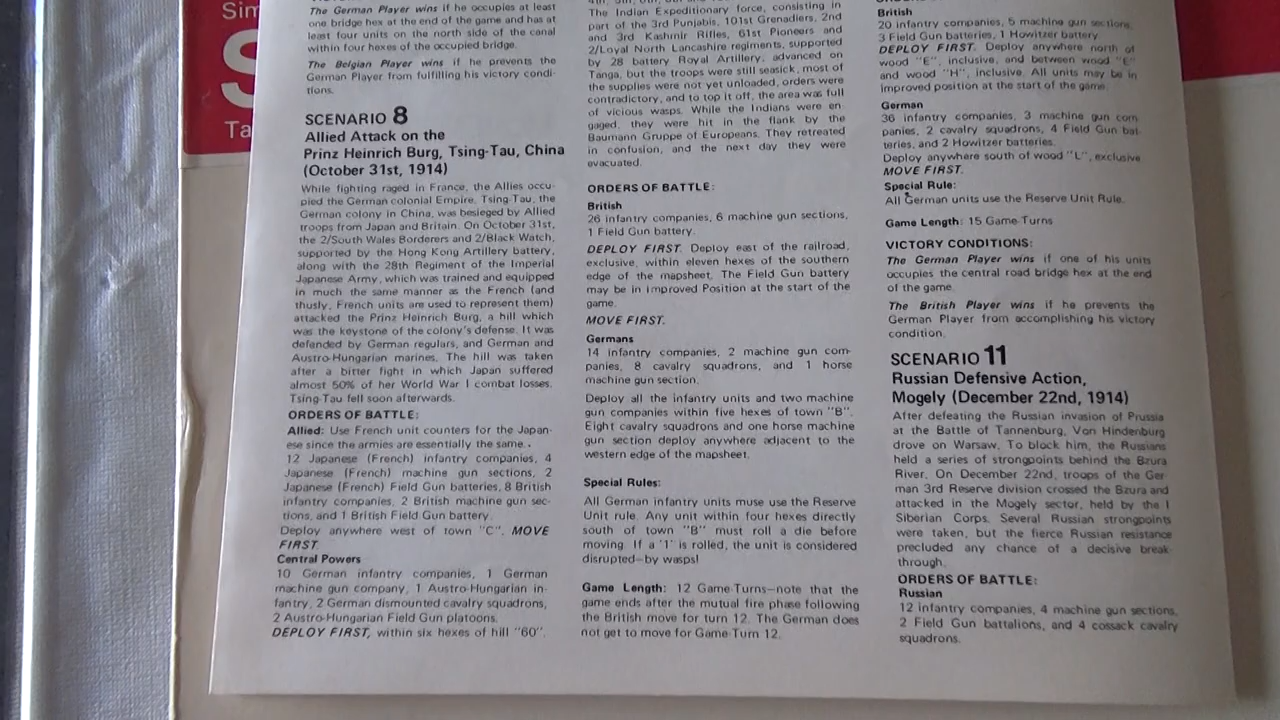 Sim
S
Ta
The German Player wins if he occupies at least
one bridge hex at the end of the game and has at
least four units on the north side of the canal
within four hexes of the occupied bridge.
The Belgian Player wins if he prevents the
German Player from fulfilling his victory condi-
tions.
SCENARIO 8
Allied Attack on the
Prinz Heinrich Burg, Tsing-Tau, China
(October 31st, 1914)
While fighting raged in France, the Allies occu-
pied the German colonial Empire. Tsing-Tau, the
German colony in China, was besieged by Allied
troops from Japan and Britain. On October 31st,
the 2/South Wales Borderers and 2/Black Watch,
supported by the Hong Kong Artillery battery,
along with the 28th Regiment of the Imperial
Japanese Army, which was trained and equipped
in much the same manner as the French (and
thusly, French units are used to represent them)
attacked the Prinz Heinrich Burg, a hill which
was the keystone of the colony's defense. It was
defended by German regulars, and German and
Austro-Hungarian marines. The hill was taken
after a bitter fight in which Japan suffered
almost 50% of her World War I combat losses.
Tsing-Tau fell soon afterwards.
ORDERS OF BATTLE:
Allied: Use French unit counters for the Japan-
ese since the armies are essentially the same.
12 Japanese (French) infantry companies, 4
Japanese (French) machine gun sections, 2
Japanese (French) Field Gun batteries, 8 British
infantry companies, 2 British machine gun sec-
tions, and 1 British Field Gun battery.
Deploy anywhere west of town "C". MOVE
FIRST.
Central Powers
10 German infantry companies, 1 German
machine gun company, 1 Austro-Hungarian in-
fantry, 2 German dismounted cavalry squadrons,
2 Austro-Hungarian Field Gun platoons.
DEPLOY FIRST, within six hexes of hill "60".
The Indian Expeditionary force, consisting in
part of the 3rd Punjabis, 101st Grenadiers, 2nd
and 3rd Kashmir Rifles, 61st Pioneers and
2/Loyal North Lancashire regiments, supported
by 28 battery Royal Artillery, advanced on
Tanga, but the troops were still seasick, most of
the supplies were not yet unloaded, orders were
contradictory, and to top it off, the area was full
of vicious wasps. While the Indians were en-
gaged, they were hit in the flank by the
Baumann Gruppe of Europeans. They retreated
in confusion, and the next day they were
evacuated.
ORDERS OF BATTLE:
British
26 infantry companies, 6 machine gun sections,
1 Field Gun battery.
DEPLOY FIRST. Deploy east of the railroad,
exclusive, within eleven hexes of the southern
edge of the mapsheet. The Field Gun battery
may be in Improved Position at the start of the
game.
MOVE FIRST.
Germans
14 infantry companies, 2 machine gun com-
panies, 8 cavalry squadrons, and 1 horse
machine gun section.
Deploy all the infantry units and two machine
gun companies within five hexes of town "B".
Eight cavalry squadrons and one horse machine
gun section deploy anywhere adjacent to the
western edge of the mapsheet.
Special Rules:
All German infantry units muse use the Reserve
Unit rule. Any unit within four hexes directly
south of town "B" must roll a die before
moving. If a '1' is rolled, the unit is considered
disrupted—by wasps!
Game Length: 12 Game-Turns—note that the
game ends after the mutual fire phase following
the British move for turn 12. The German does
not get to move for Game-Turn 12.
British
20 infantry companies, 5 machine gun sections,
3 Field Gun batteries, 1 Howitzer battery.
DEPLOY FIRST. Deploy anywhere north of
wood "E", inclusive, and between wood "E"
and wood "H", inclusive. All units may be in
improved position at the start of the game.
German
36 infantry companies, 3 machine gun com
panies, 2 cavalry squadrons, 4 Field Gun bat-
teries, and 2 Howitzer batteries.
Deploy anywhere south of wood "L", exclusive.
MOVE FIRST.
Special Rule:
All German units use the Reserve Unit Rule.
Game Length: 15 Game-Turns
VICTORY CONDITIONS:
The German Player wins if one of his units
occupies the central road bridge hex at the end
of the game.
The British Player wins if he prevents the
German Player from accomplishing his victory
condition.
SCENARIO 11
Russian Defensive Action,
Mogely (December 22nd, 1914)
After defeating the Russian invasion of Prussia
at the Battle of Tannenburg, Von Hindenburg
drove on Warsaw. To block him, the Russians
held a series of strongpoints behind the Bzura
River. On December 22nd, troops of the Ger-
man 3rd Reserve division crossed the Bzura and
attacked in the Mogely sector, held by the I
Siberian Corps. Several Russian strongpoints
were taken, but the fierce Russian resistance
precluded any chance of a decisive break-
through.
ORDERS OF BATTLE:
Russian
12 infantry companies, 4 machine gun sections,
2 Field Gun battalions, and 4 cossack cavalry
squadrons.